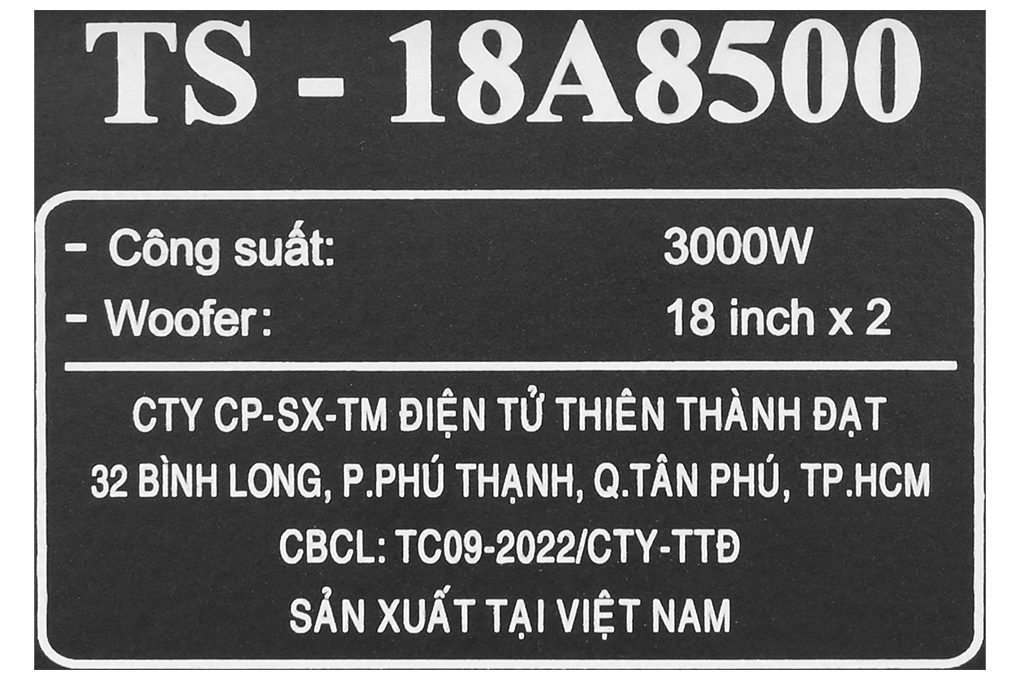 TS - 18A8500
- Công suất: 3000W
- Woofer: 18 inch x 2
CTY CP-SX-TM ĐIỆN TỬ THIÊN THÀNH ĐẠT
32 BÌNH LONG, P.PHÚ THẠNH, Q.TÂN PHÚ, TP.HCM
CBCL: TC09-2022/CTY-TTĐ
SẢN XUẤT TẠI VIỆT NAM